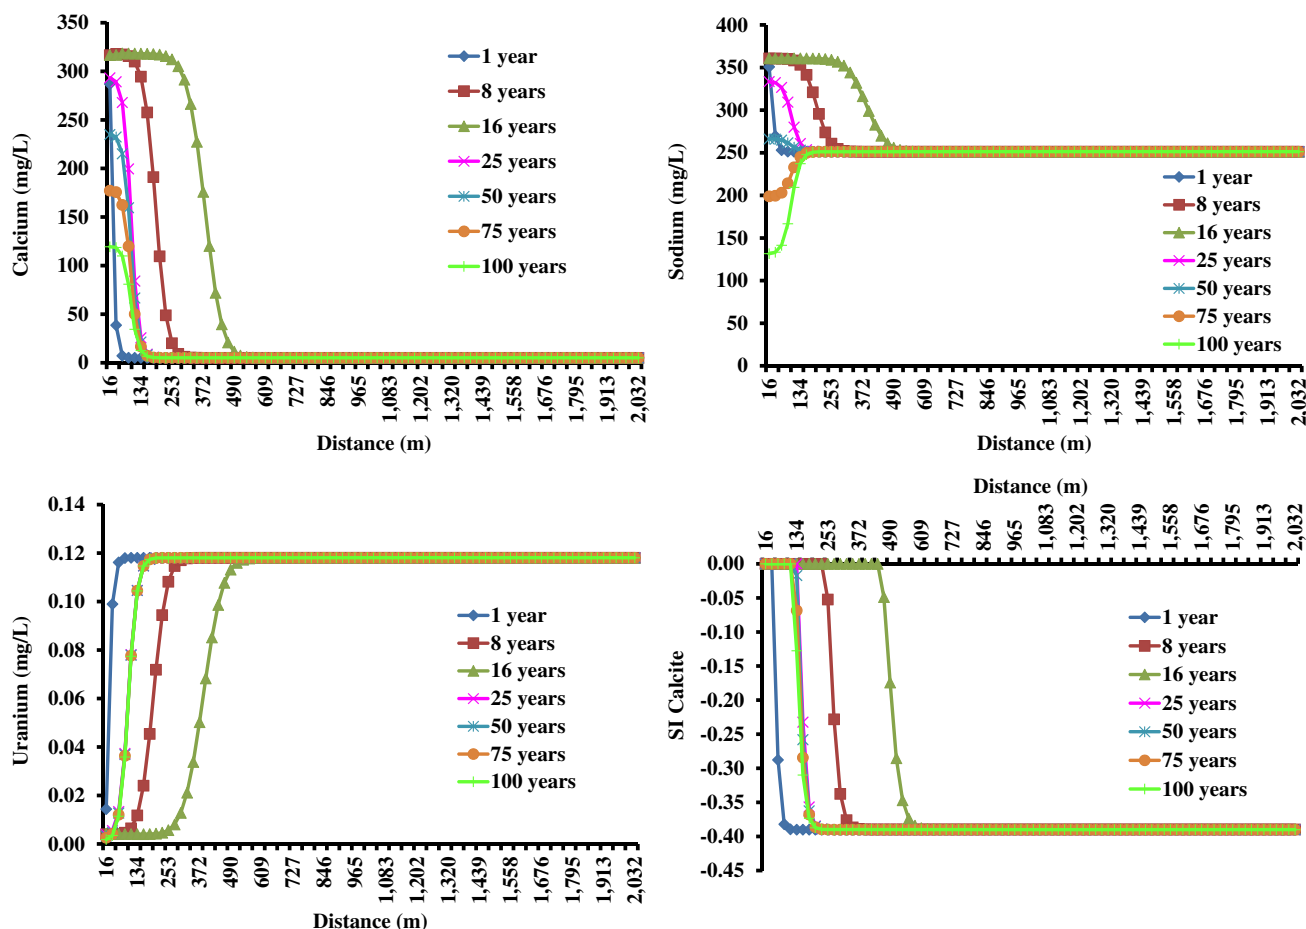 350
300
250
200
150
100
50
0
Calcium (mg/L)
1 year
8 years
16 years
25 years
50 years
75 years
100 years
16
134
253
372
490
609
727
846
965
1,083
1,202
1,320
1,439
1,558
1,676
1,795
1,913
2,032
Distance (m)
400
350
300
250
200
150
100
50
0
Sodium (mg/L)
1 year
8 years
16 years
25 years
50 years
75 years
100 years
16
134
253
372
490
609
727
846
965
1,083
1,202
1,320
1,439
1,558
1,676
1,795
1,913
2,032
Distance (m)
0.14
0.12
0.10
0.08
0.06
0.04
0.02
0.00
Uranium (mg/L)
1 year
8 years
16 years
25 years
50 years
75 years
100 years
16
134
253
372
490
609
727
846
965
1,083
1,202
1,320
1,439
1,558
1,676
1,795
1,913
2,032
Distance (m)
Distance (m)
16
134
253
372
490
609
727
846
965
1,083
1,202
1,320
1,439
1,558
1,676
1,795
1,913
2,032
0.00
-0.05
-0.10
-0.15
-0.20
-0.25
-0.30
-0.35
-0.40
-0.45
SI Calcite
1 year
8 years
16 years
25 years
50 years
75 years
100 years